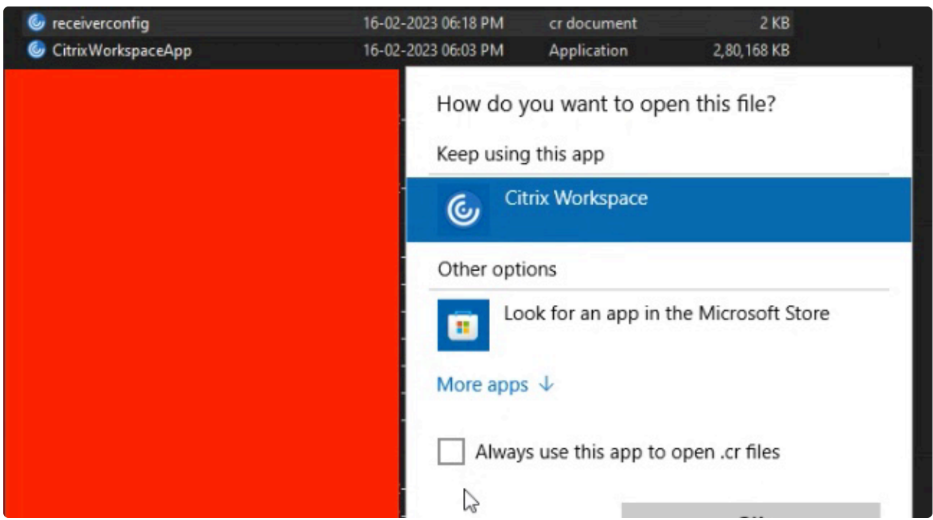 receiverconfig 16-02-2023 06:18 PM cr document 2 KB
CitrixWorkspaceApp 16-02-2023 06:03 PM Application 2,80,168 KB
How do you want to open this file?
Keep using this app
Citrix Workspace
Other options
Look for an app in the Microsoft Store
More apps
Always use this app to open .cr files